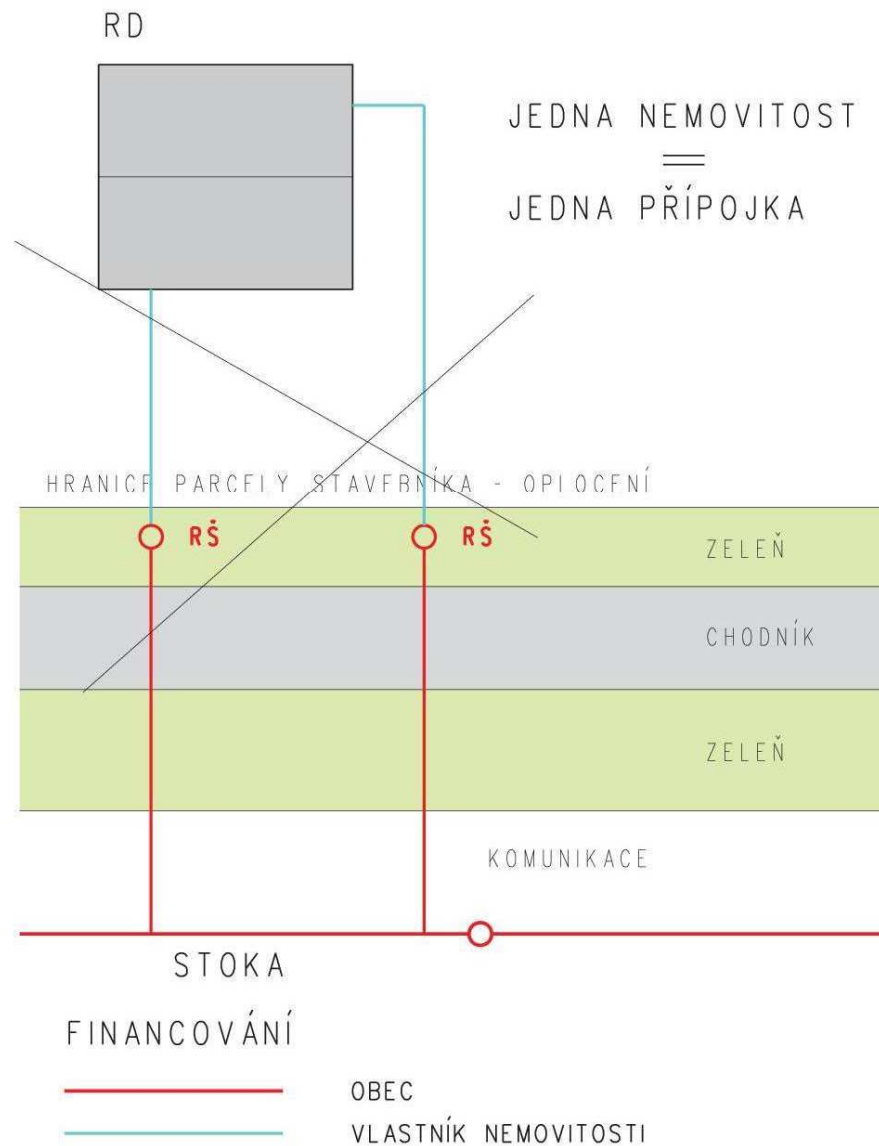 RD
JEDNA NEMOVITOST
=
JEDNA PŘÍPOJKA
HRANICE PARCELY STAVEBNÍKA - OPLOCENÍ
RŠ
RŠ
ZELEŇ
CHODNÍK
ZELEŇ
KOMUNIKACE
STOKA
FINANCOVÁNÍ
OBEC
VLASTNÍK NEMOVITOSTI